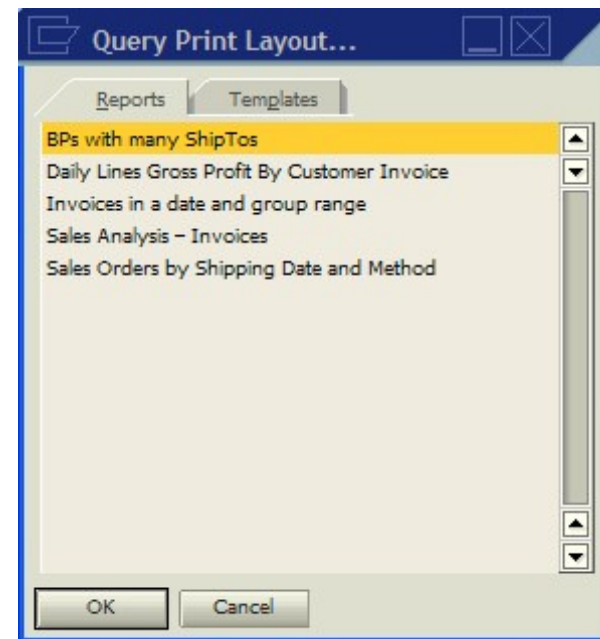 Query Print Layout...
Reports Templates
BPs with many ShipTos
Daily Lines Gross Profit By Customer Invoice
Invoices in a date and group range
Sales Analysis – Invoices
Sales Orders by Shipping Date and Method
OK Cancel